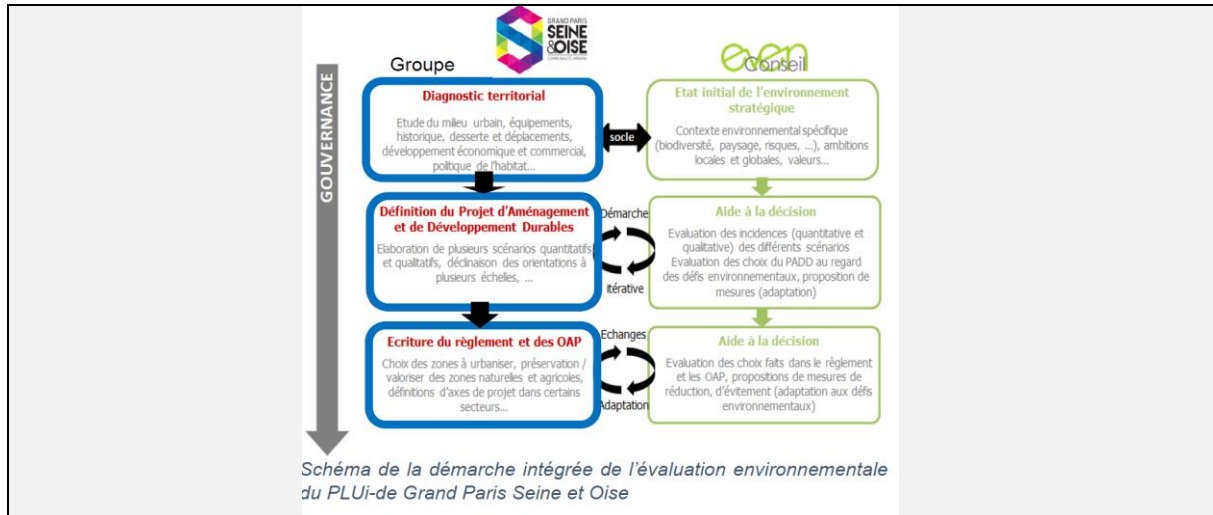 GRAND PARIS
SEINE
&OISE
COMMUNAUTÉ URBAINE
even
Conseil
Groupe
GOUVERNANCE
Diagnostic territorial
Etude du milieu urbain, équipements,
historique, desserte et déplacements,
développement économique et commercial,
politique de l'habitat...
socle
Etat initial de l'environnement
stratégique
Contexte environnemental spécifique
(biodiversité, paysage, risques, ...), ambitions
locales et globales, valeurs...
Définition du Projet d'Aménagement
et de Développement Durables
Elaboration de plusieurs scénarios quantitatifs
et qualitatifs, déclinaison des orientations à
plusieurs échelles, ...
Démarche
itérative
Aide à la décision
Evaluation des incidences (quantitative et
qualitative) des différents scénarios
Evaluation des choix du PADD au regard
des défis environnementaux, proposition de
mesures (adaptation)
Ecriture du règlement et des OAP
Choix des zones à urbaniser, préservation /
valoriser des zones naturelles et agricoles,
définitions d'axes de projet dans certains
secteurs...
Echanges
Adaptation
Aide à la décision
Evaluation des choix faits dans le règlement
et les OAP, propositions de mesures de
réduction, d'évitement (adaptation aux défis
environnementaux)
Schéma de la démarche intégrée de l'évaluation environnementale
du PLUi-de Grand Paris Seine et Oise